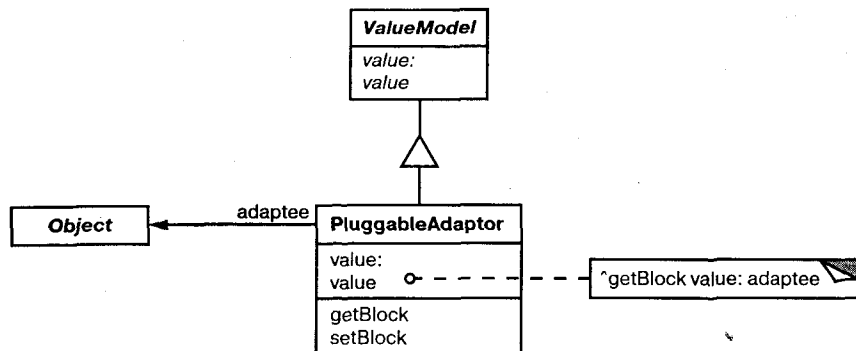 ValueModel
value:
value
Object
adaptee
PluggableAdaptor
value:
value
^getBlock value: adaptee
getBlock
setBlock